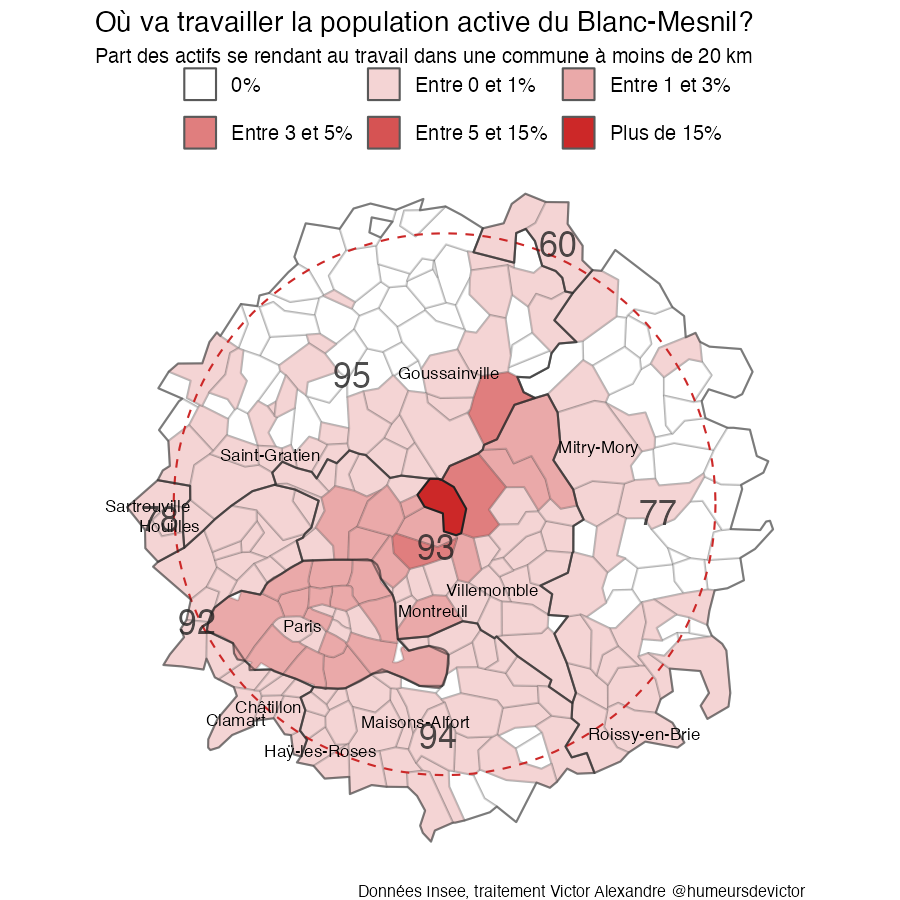 Où va travailler la population active du Blanc-Mesnil?
Part des actifs se rendant au travail dans une commune à moins de 20 km
0% Entre 0 et 1% Entre 1 et 3%
Entre 3 et 5% Entre 5 et 15% Plus de 15%
60
95
Goussainville
Mitry-Mory
Saint-Gratien
Sartrouville
78
77
Houilles
93
Villemomble
Montreuil
92
Paris
Châtillon
Clamart
Maisons-Alfort
94
Roissy-en-Brie
Haÿ-les-Roses
Données Insee, traitement Victor Alexandre @humeursdevictor